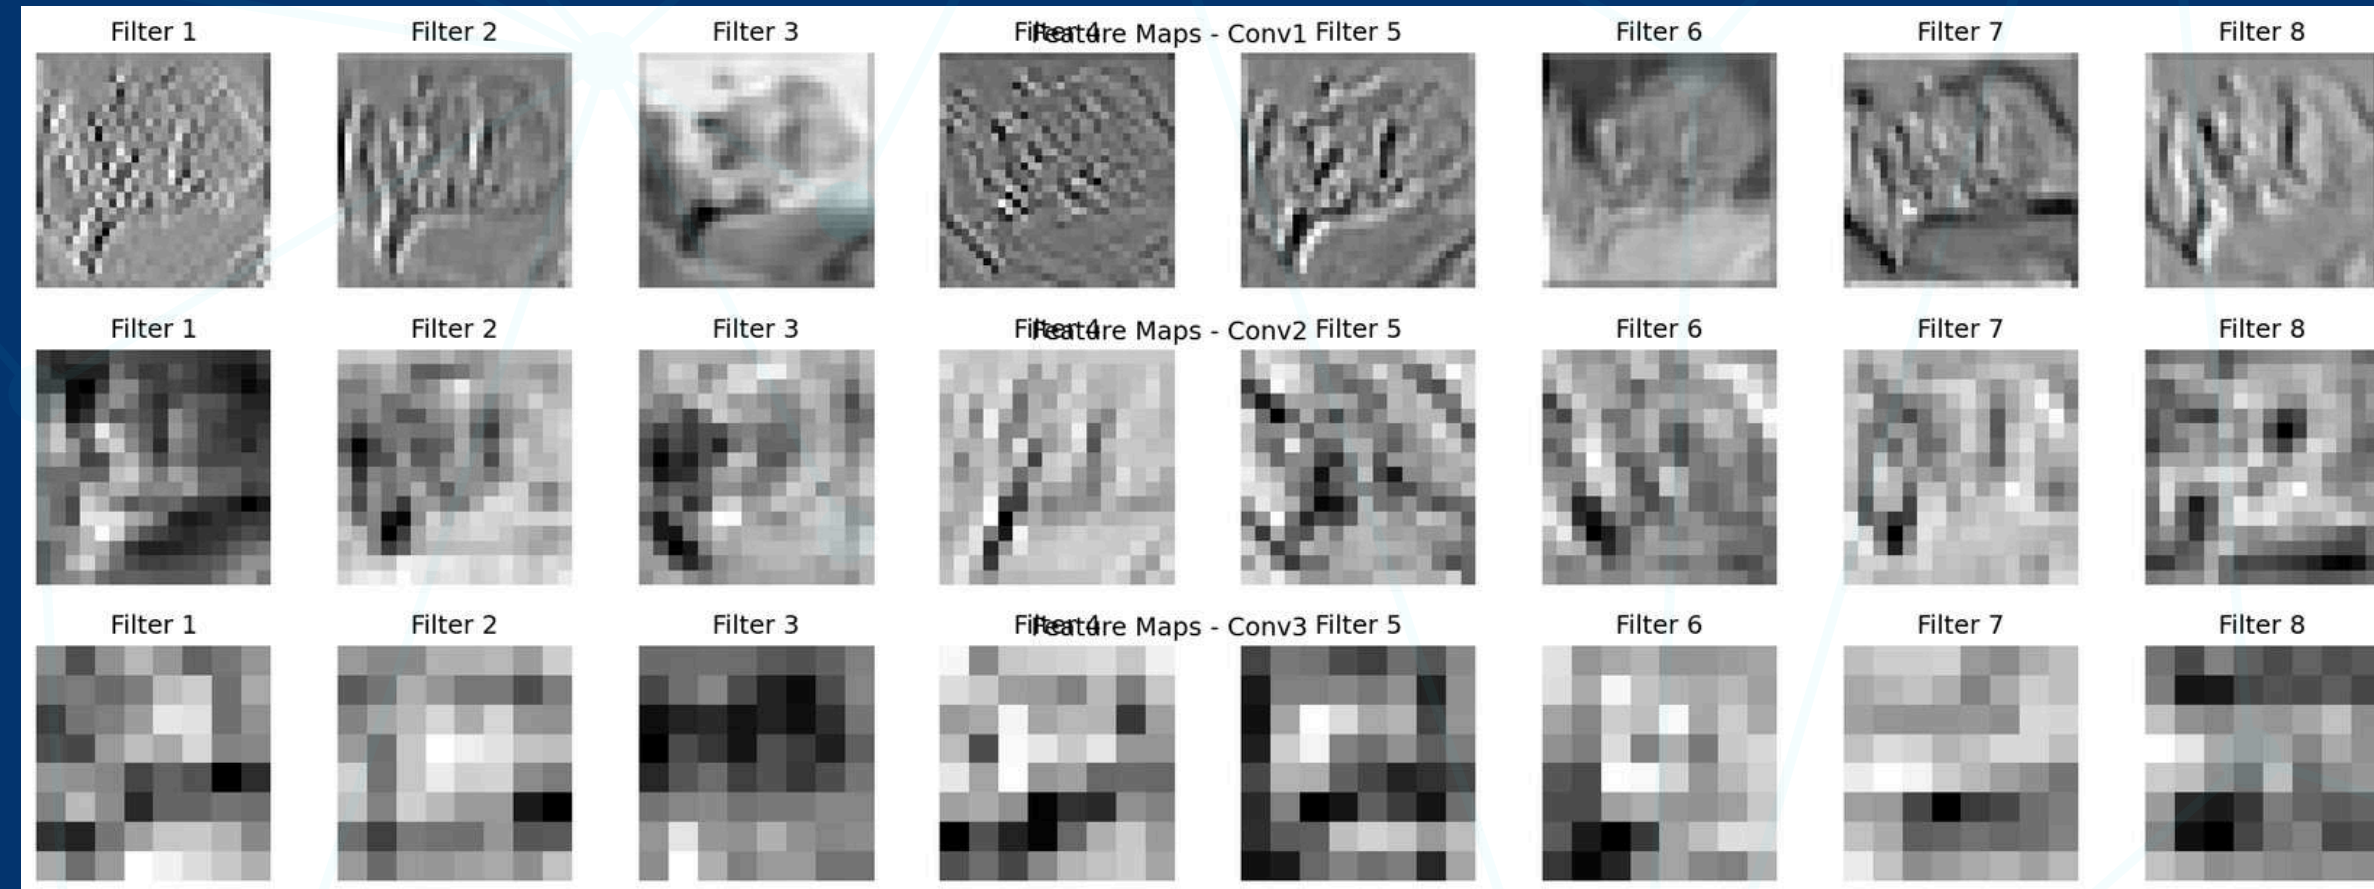 Filter 1 Filter 2 Filter 3 Filter 4 Feature Maps - Conv1 Filter 5 Filter 6 Filter 7 Filter 8
Filter 1 Filter 2 Filter 3 Filter 4 Feature Maps - Conv2 Filter 5 Filter 6 Filter 7 Filter 8
Filter 1 Filter 2 Filter 3 Filter 4 Feature Maps - Conv3 Filter 5 Filter 6 Filter 7 Filter 8